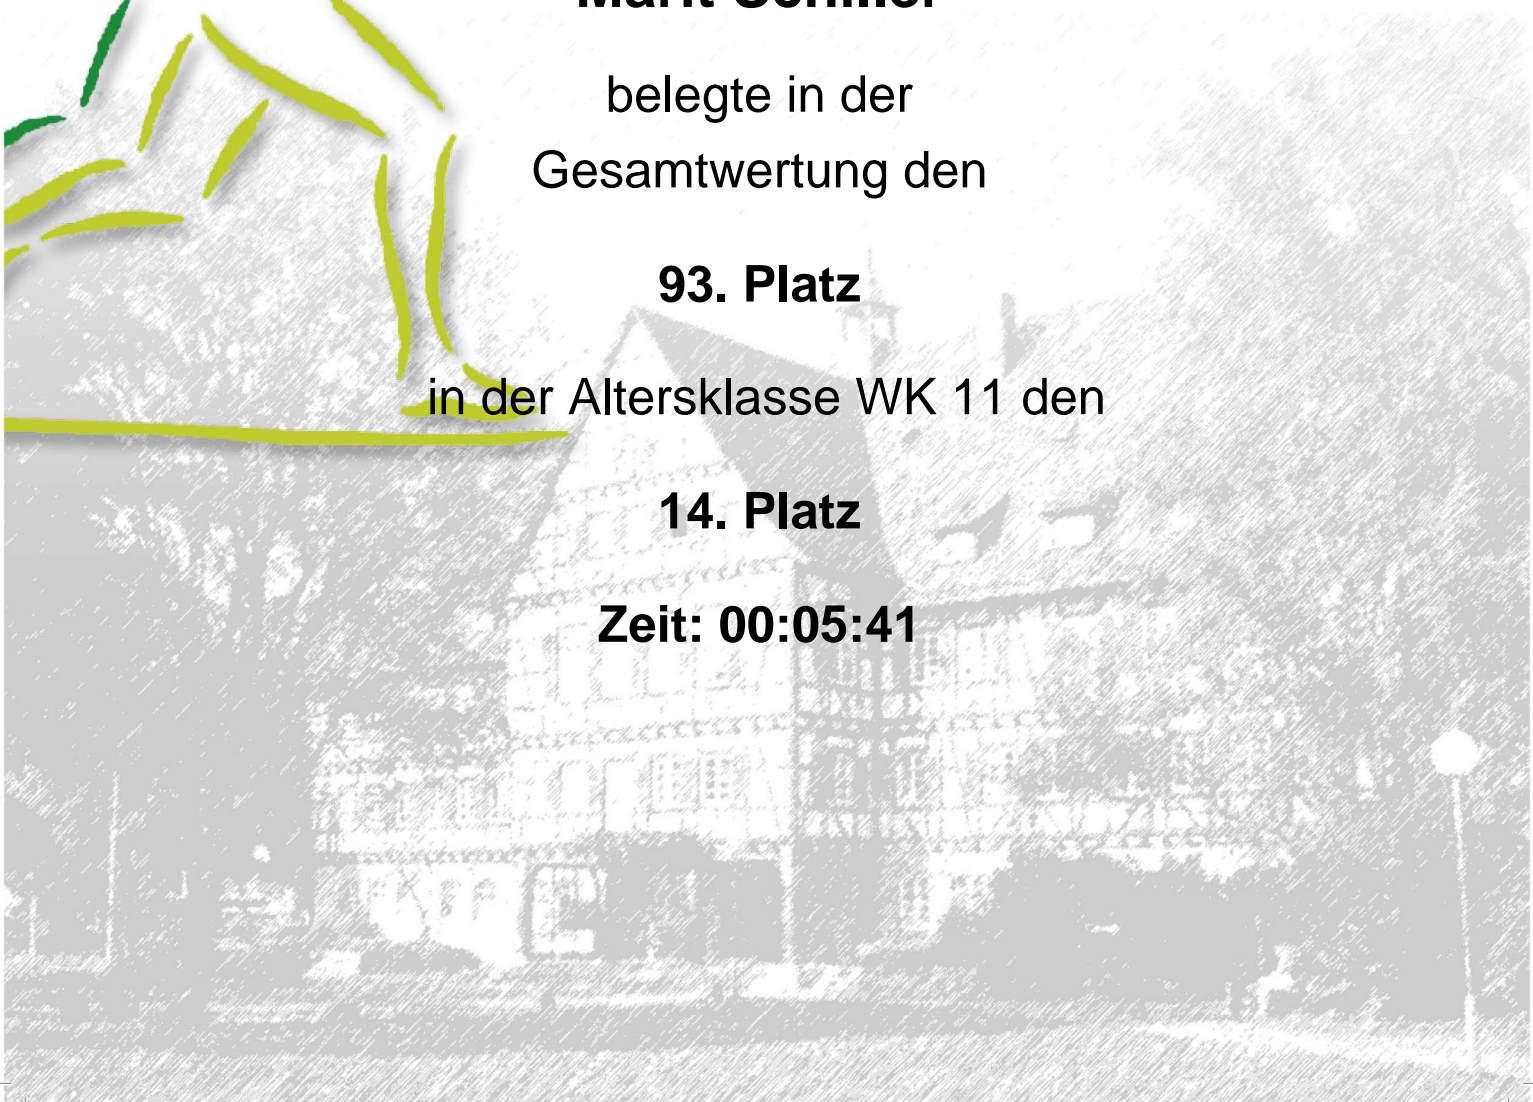 Marit
belegte in der
Gesamtwertung den
93. Platz
in der Altersklasse WK 11 den
14. Platz
Zeit: 00:05:41